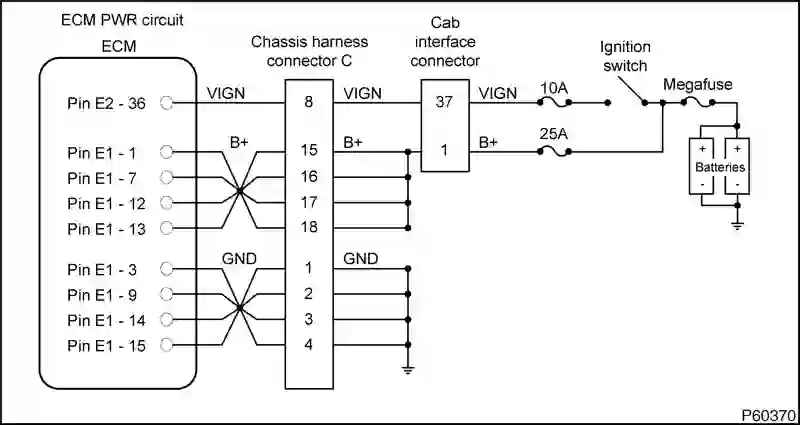 ECM PWR circuit
ECM
Chassis harness
connector C
Cab
interface
connector
Ignition
switch
Megafuse
Pin E2 - 36 VIGN 8 VIGN 37 VIGN 10A
Pin E1 - 1 B+ 15 B+ 1 B+ 25A
Pin E1 - 7 16
Pin E1 - 12 17
Pin E1 - 13 18
+ +
Batteries
- -
Pin E1 - 3 GND 1 GND
Pin E1 - 9 2
Pin E1 - 14 3
Pin E1 - 15 4
P60370